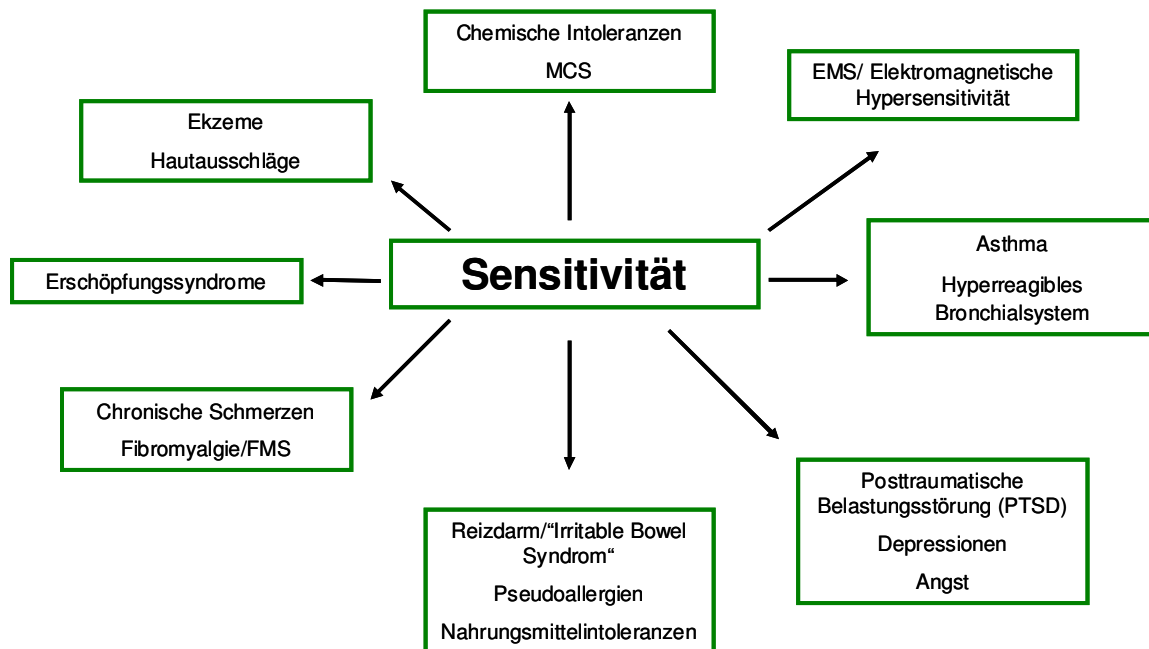 Chemische Intoleranzen
MCS
EMS/ Elektromagnetische
Hypersensitivität
Ekzeme
Hautausschläge
Asthma
Hyperreagibles
Bronchialsystem
Sensitivität
Erschöpfungssyndrome
Chronische Schmerzen
Fibromyalgie/FMS
Posttraumatische
Belastungsstörung (PTSD)
Depressionen
Angst
Reizdarm/“Irritable Bowel
Syndrom“
Pseudoallergien
Nahrungsmittelintoleranzen